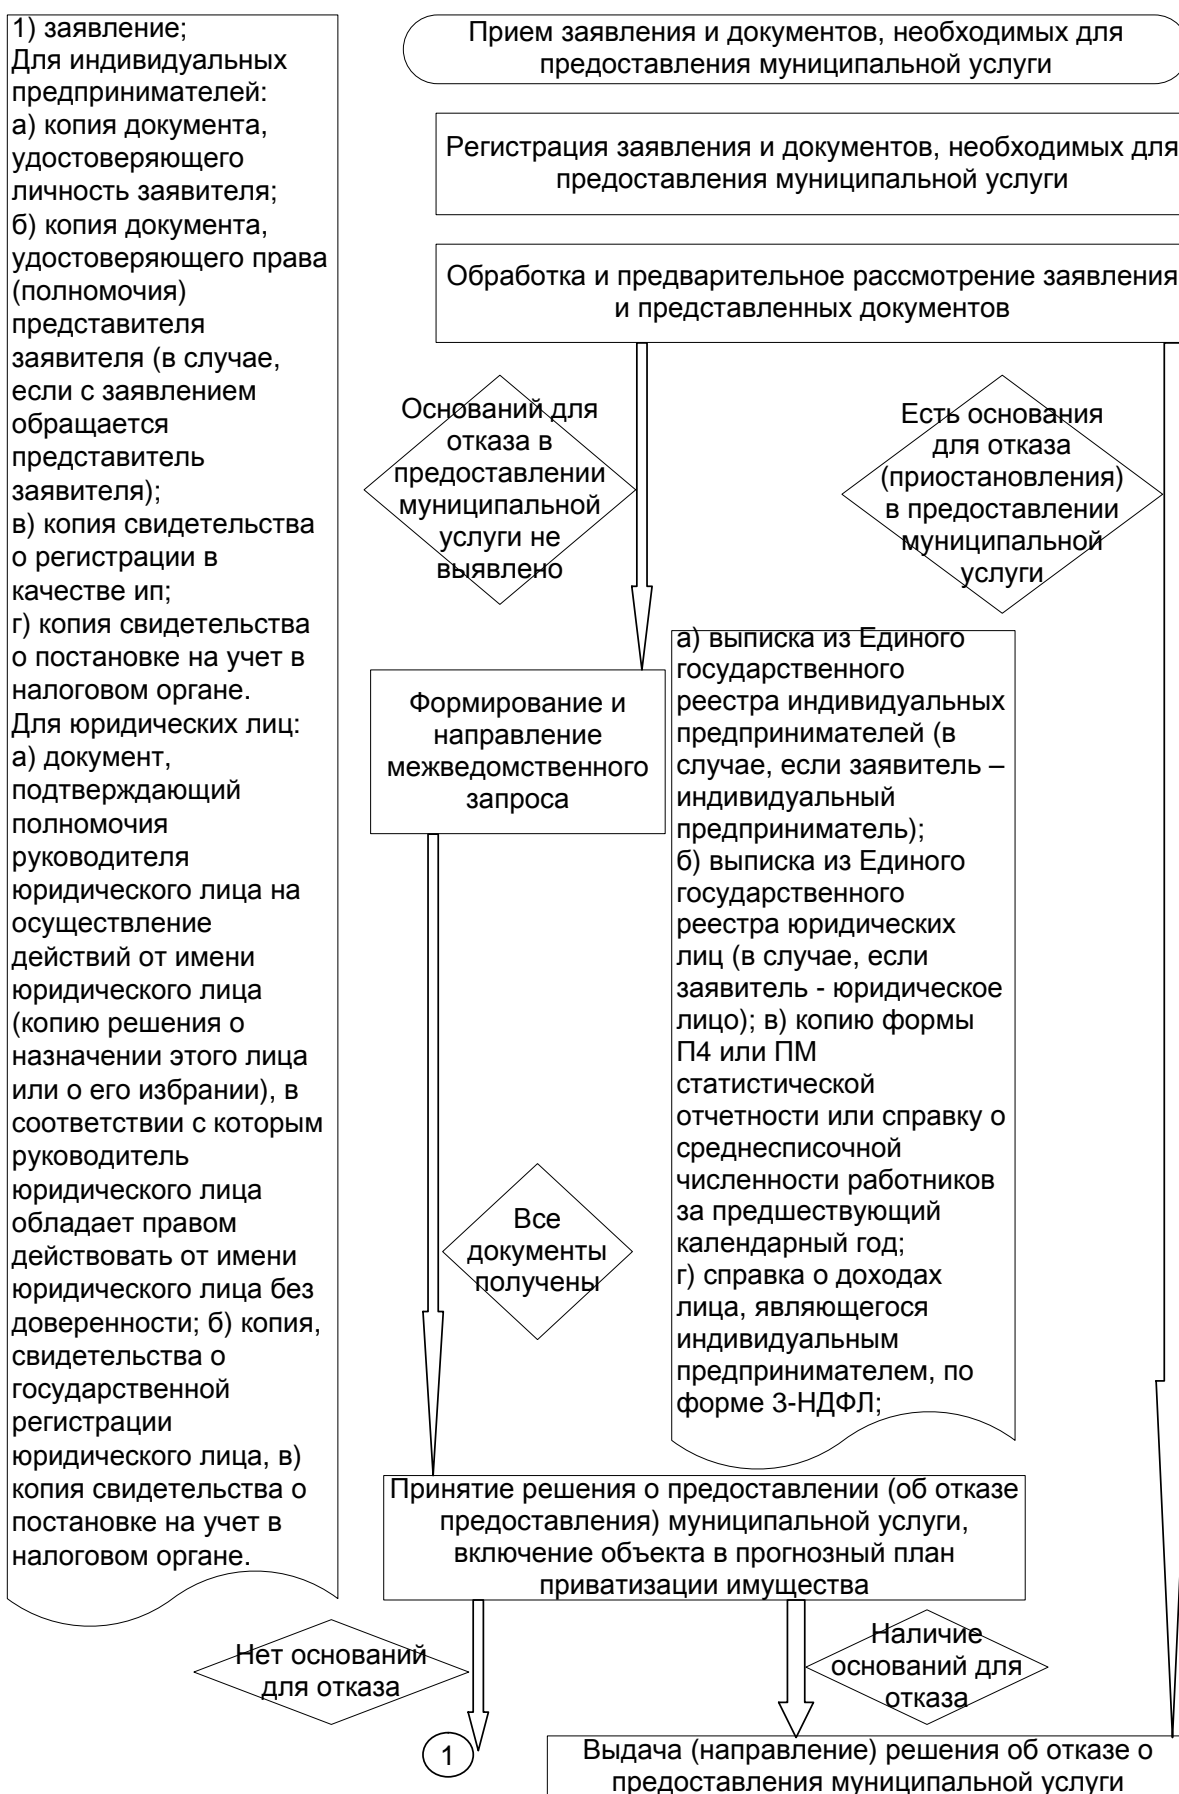 1) заявление;
Для индивидуальных
предпринимателей:
а) копия документа,
удостоверяющего
личность заявителя;
б) копия документа,
удостоверяющего права
(полномочия)
представителя
заявителя (в случае,
если с заявлением
обращается
представитель
заявителя);
в) копия свидетельства
о регистрации в
качестве ип;
г) копия свидетельства
о постановке на учет в
налоговом органе.
Для юридических лиц:
а) документ,
подтверждающий
полномочия
руководителя
юридического лица на
осуществление
действий от имени
юридического лица
(копию решения о
назначении этого лица
или о его избрании), в
соответствии с которым
руководитель
юридического лица
обладает правом
действовать от имени
юридического лица без
доверенности; б) копия,
свидетельства о
государственной
регистрации
юридического лица, в)
копия свидетельства о
постановке на учет в
налоговом органе.
Прием заявления и документов, необходимых для
предоставления муниципальной услуги
Регистрация заявления и документов, необходимых для
предоставления муниципальной услуги
Обработка и предварительное рассмотрение заявления
и представленных документов
Оснований для
отказа в
предоставлении
муниципальной
услуги не
выявлено
Есть основания
для отказа
(приостановления)
в предоставлении
муниципальной
услуги
Формирование и
направление
межведомственного
запроса
а) выписка из Единого
государственного
реестра индивидуальных
предпринимателей (в
случае, если заявитель –
индивидуальный
предприниматель);
б) выписка из Единого
государственного
реестра юридических
лиц (в случае, если
заявитель - юридическое
лицо); в) копию формы
П4 или ПМ
статистической
отчетности или справку о
среднесписочной
численности работников
за предшествующий
календарный год;
г) справка о доходах
лица, являющегося
индивидуальным
предпринимателем, по
форме 3-НДФЛ;
Все
документы
получены
Принятие решения о предоставлении (об отказе
предоставления) муниципальной услуги,
включение объекта в прогнозный план
приватизации имущества
Нет оснований
для отказа
Наличие
оснований для
отказа
1
Выдача (направление) решения об отказе о
предоставления муниципальной услуги